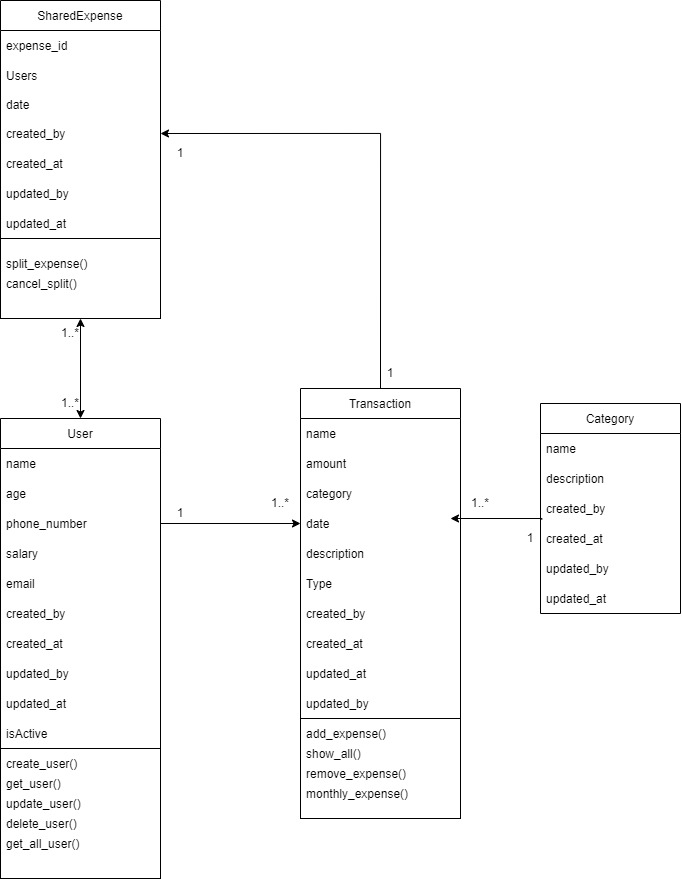 SharedExpense
expense_id
Users
date
created_by
created_at
updated_by
updated_at
split_expense()
cancel_split()
1
1
1..*
1..*
User
name
age
phone_number
salary
email
created_by
created_at
updated_by
updated_at
isActive
create_user()
get_user()
update_user()
delete_user()
get_all_user()
1
1..*
Transaction
name
amount
category
date
description
Type
created_by
created_at
updated_at
updated_by
add_expense()
show_all()
remove_expense()
monthly_expense()
1..*
1
Category
name
description
created_by
created_at
updated_by
updated_at